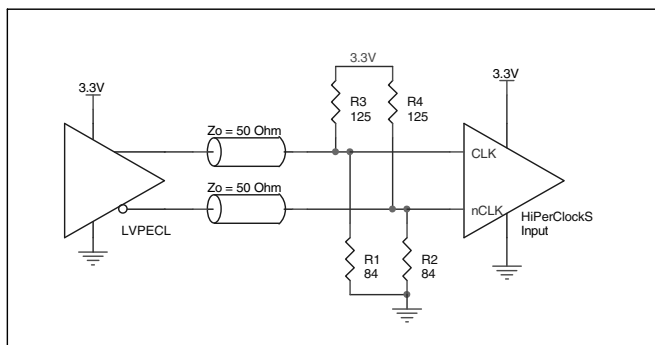 3.3V
3.3V
3.3V
R3
125
R4
125
Zo = 50 Ohm
CLK
Zo = 50 Ohm
nCLK
HiPerClockS
Input
LVPECL
R1
84
R2
84